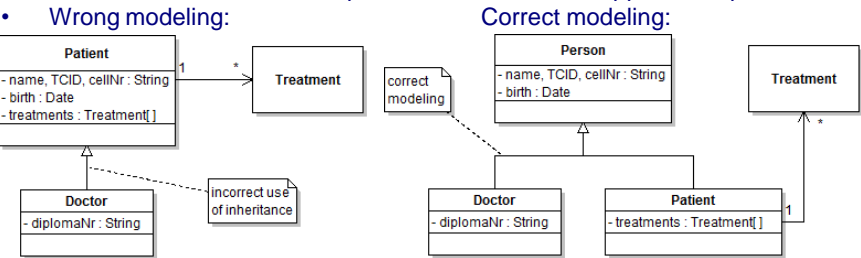 • Wrong modeling: Correct modeling:
Patient
- name, TCID, cellNr : String
- birth : Date
- treatments : Treatment[ ]
1
*
Treatment
Doctor
- diplomaNr : String
incorrect use
of inheritance
Person
- name, TCID, cellNr : String
- birth : Date
correct
modeling
Treatment
*
Doctor
- diplomaNr : String
Patient
- treatments : Treatment[ ]
1